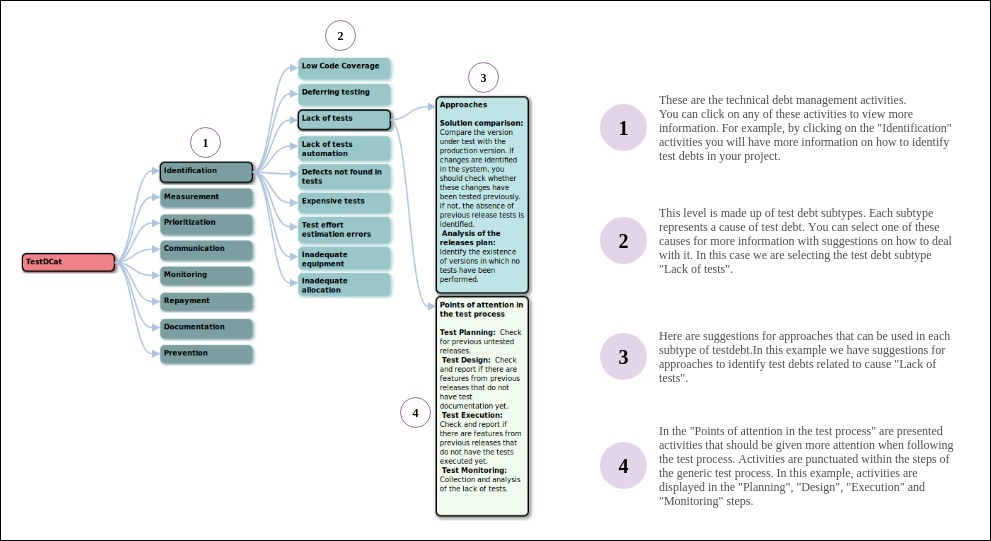 TestDCat
1
Identification
Measurement
Prioritization
Communication
Monitoring
Repayment
Documentation
Prevention
2
Low Code Coverage
Deferring testing
Lack of tests
Lack of tests
automation
Defects not found in
tests
Expensive tests
Test effort
estimation errors
Inadequate
equipment
Inadequate
allocation
3
Approaches
Solution comparison:
Compare the version
under test with the
production version. If
changes are identified
in the system, you
should check whether
these changes have
been tested previously.
If not, the absence of
previous release tests is
identified.
Analysis of the
releases plan:
Identify the existence
of versions in which no
tests have been
performed.
4
Points of attention in
the test process
Test Planning: Check
for previous untested
releases.
Test Design: Check
and report if there are
features from previous
releases that do not
have test
documentation yet.
Test Execution:
Check and report if
there are features from
previous releases that
do not have the tests
executed yet.
Test Monitoring:
Collection and analysis
of the lack of tests.
1
These are the technical debt management activities.
You can click on any of these activities to view more
information. For example, by clicking on the "Identification"
activities you will have more information on how to identify
test debts in your project.
2
This level is made up of test debt subtypes. Each subtype
represents a cause of test debt. You can select one of these
causes for more information with suggestions on how to deal
with it. In this case we are selecting the test debt subtype
"Lack of tests".
3
Here are suggestions for approaches that can be used in each
subtype of testdebt.In this example we have suggestions for
approaches to identify test debts related to cause "Lack of
tests".
4
In the "Points of attention in the test process" are presented
activities that should be given more attention when following
the test process. Activities are punctuated within the steps of
the generic test process. In this example, activities are
displayed in the "Planning", "Design", "Execution" and
"Monitoring" steps.